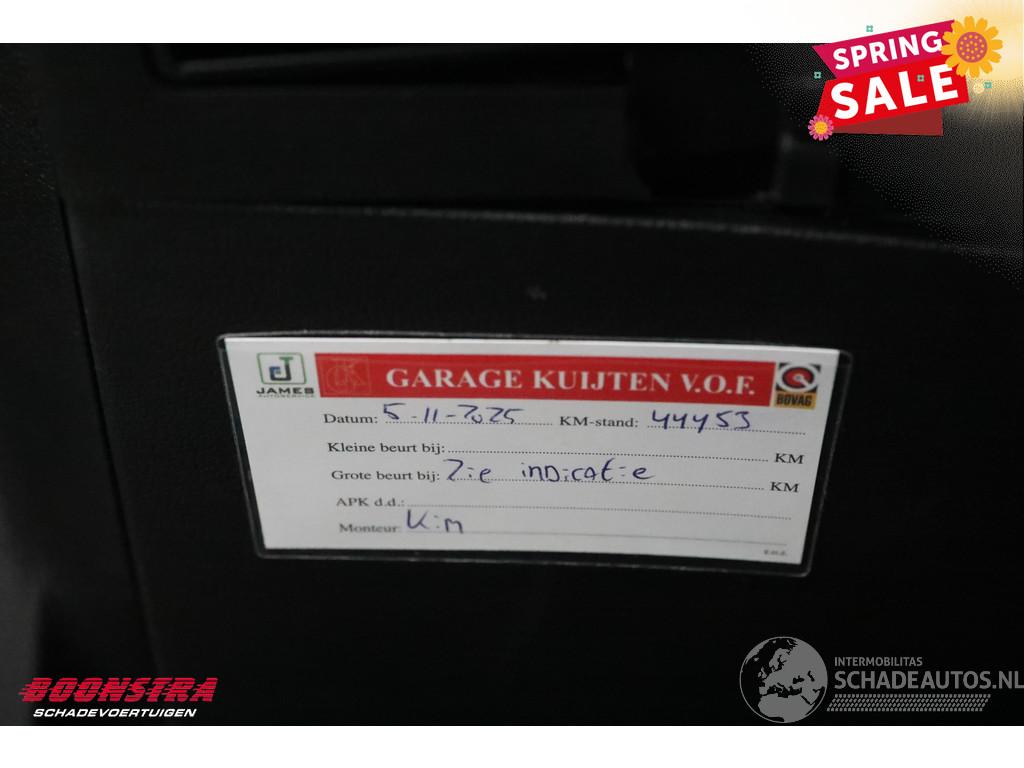 SPRING
SALE
JAMES
AUTOSERVICE
GARAGE KUIJTEN V.O.F.
BOVAG
Datum: 5-11-2025 KM-stand: 44453
Kleine beurt bij: KM
Grote beurt bij: Zie indicatie KM
APK d.d.:
Monteur: Kim
z.o.z.
BOONSTRA
SCHADEVOERTUIGEN
INTERMOBILITAS
SCHADEAUTOS.NL